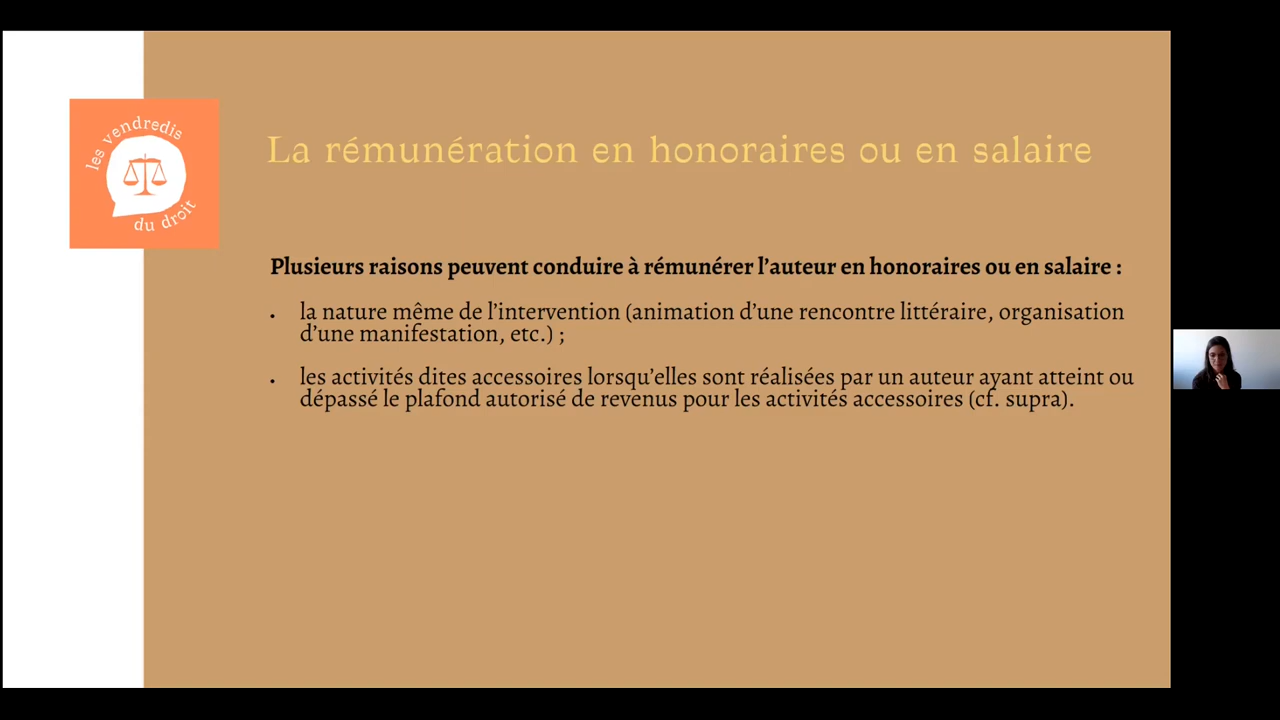 les vendredis
du droit
La rémunération en honoraires ou en salaire
Plusieurs raisons peuvent conduire à rémunérer l’auteur en honoraires ou en salaire :
• la nature même de l’intervention (animation d’une rencontre littéraire, organisation
d’une manifestation, etc.) ;
• les activités dites accessoires lorsqu’elles sont réalisées par un auteur ayant atteint ou
dépassé le plafond autorisé de revenus pour les activités accessoires (cf. supra).